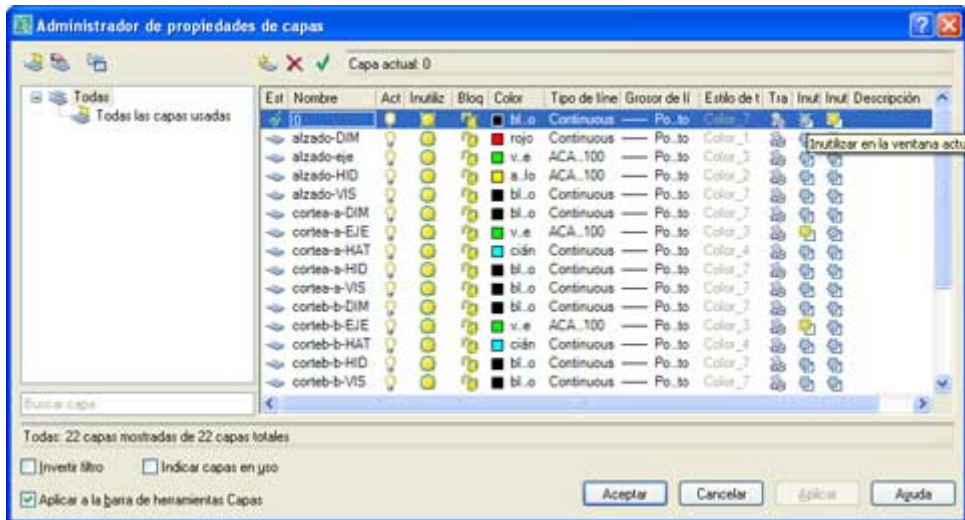 Administrador de propiedades de capas
Capa actual: 0
Todas
Todas las capas usadas
Est Nombre Act Inutiliz Bloq Color Tipo de líne Grosor de lí Estilo de t Tra Inut Inut Descripción
0 bl..o Continuous Po..to Color_7
alzado-DIM rojo Continuous Po..to Color_1
Inutilizar en la ventana actu
alzado-eje v..e ACA..100 Po..to Color_3
alzado-HID a..lo ACA..100 Po..to Color_2
alzado-VIS bl..o Continuous Po..to Color_7
cortea-a-DIM bl..o Continuous Po..to Color_7
cortea-a-EJE v..e ACA..100 Po..to Color_3
cortea-a-HAT cián Continuous Po..to Color_4
cortea-a-HID bl..o Continuous Po..to Color_7
cortea-a-VIS bl..o Continuous Po..to Color_7
corteb-b-DIM bl..o Continuous Po..to Color_7
corteb-b-EJE v..e ACA..100 Po..to Color_3
corteb-b-HAT cián Continuous Po..to Color_4
corteb-b-HID bl..o Continuous Po..to Color_7
corteb-b-VIS bl..o Continuous Po..to Color_7
Buscar capa
Todas: 22 capas mostradas de 22 capas totales
Invertir filtro Indicar capas en uso
Aplicar a la barra de herramientas Capas
Aceptar Cancelar Aplicar Ayuda